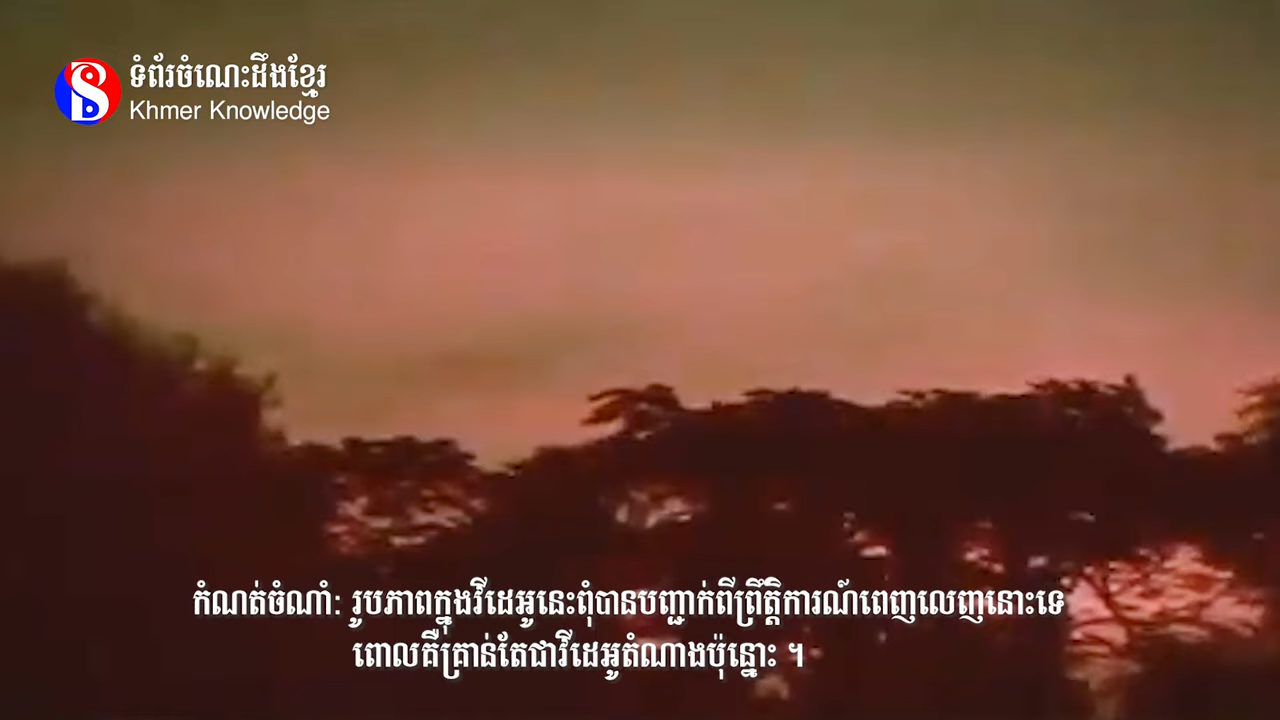 ទំព័រចំណេះដឹងខ្មែរ
Khmer Knowledge
កំណត់ចំណាំ: រូបភាពក្នុងវីដេអូនេះពុំបានបញ្ជាក់ពីព្រឹត្តិការណ៍ពេញលេញនោះទេ
ពោលគឺគ្រាន់តែជាវីដេអូតំណាងប៉ុន្នោះ ។